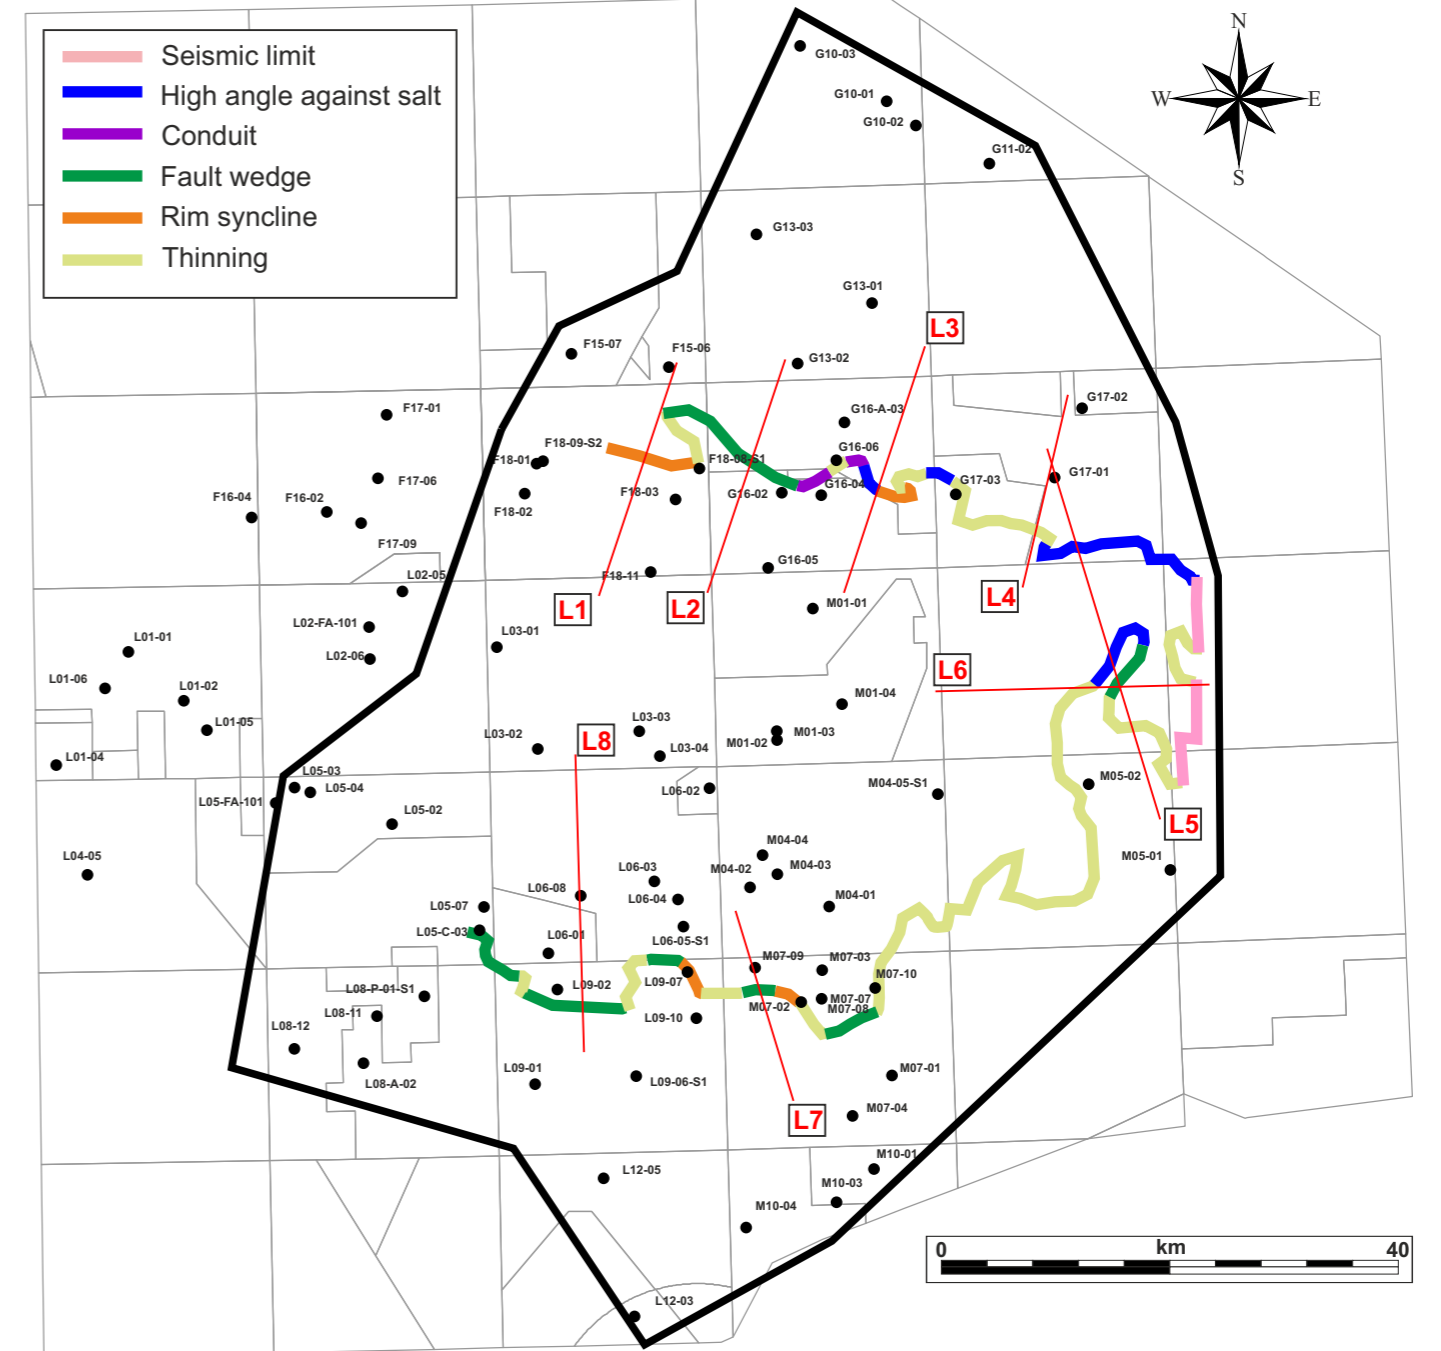 N
W
E
S
Seismic limit
High angle against salt
Conduit
Fault wedge
Rim syncline
Thinning
G10-03
G10-01
G10-02
G11-02
G13-03
G13-01
L3
F15-07
F15-06
G13-02
G17-02
F17-01
G16-A-03
F18-09-S2
G16-06
F18-01
F18-08-S1
G17-01
F17-06
G17-03
F16-04
F16-02
F18-03
G16-02
G16-04
F18-02
F17-09
G16-05
L02-05
F18-11
L1
L2
L4
M01-01
L02-FA-101
L03-01
L01-01
L02-06
L6
L01-06
L01-02
M01-04
L01-05
L03-03
L03-02
L8
M01-02
M01-03
L01-04
L03-04
L05-03
L05-04
L06-02
M04-05-S1
M05-02
L05-FA-101
L05-02
L5
M04-04
L04-05
L06-03
M04-02
M04-03
M05-01
L06-08
L06-04
M04-01
L05-07
L05-C-03
L06-01
L06-05-S1
M07-09
M07-03
L08-P-01-S1
L09-02
L09-07
M07-10
M07-02
M07-07
M07-08
L08-11
L09-10
L08-12
L09-01
L09-06-S1
M07-01
L08-A-02
L7
M07-04
M10-01
L12-05
M10-03
M10-04
0
km
40
L12-03